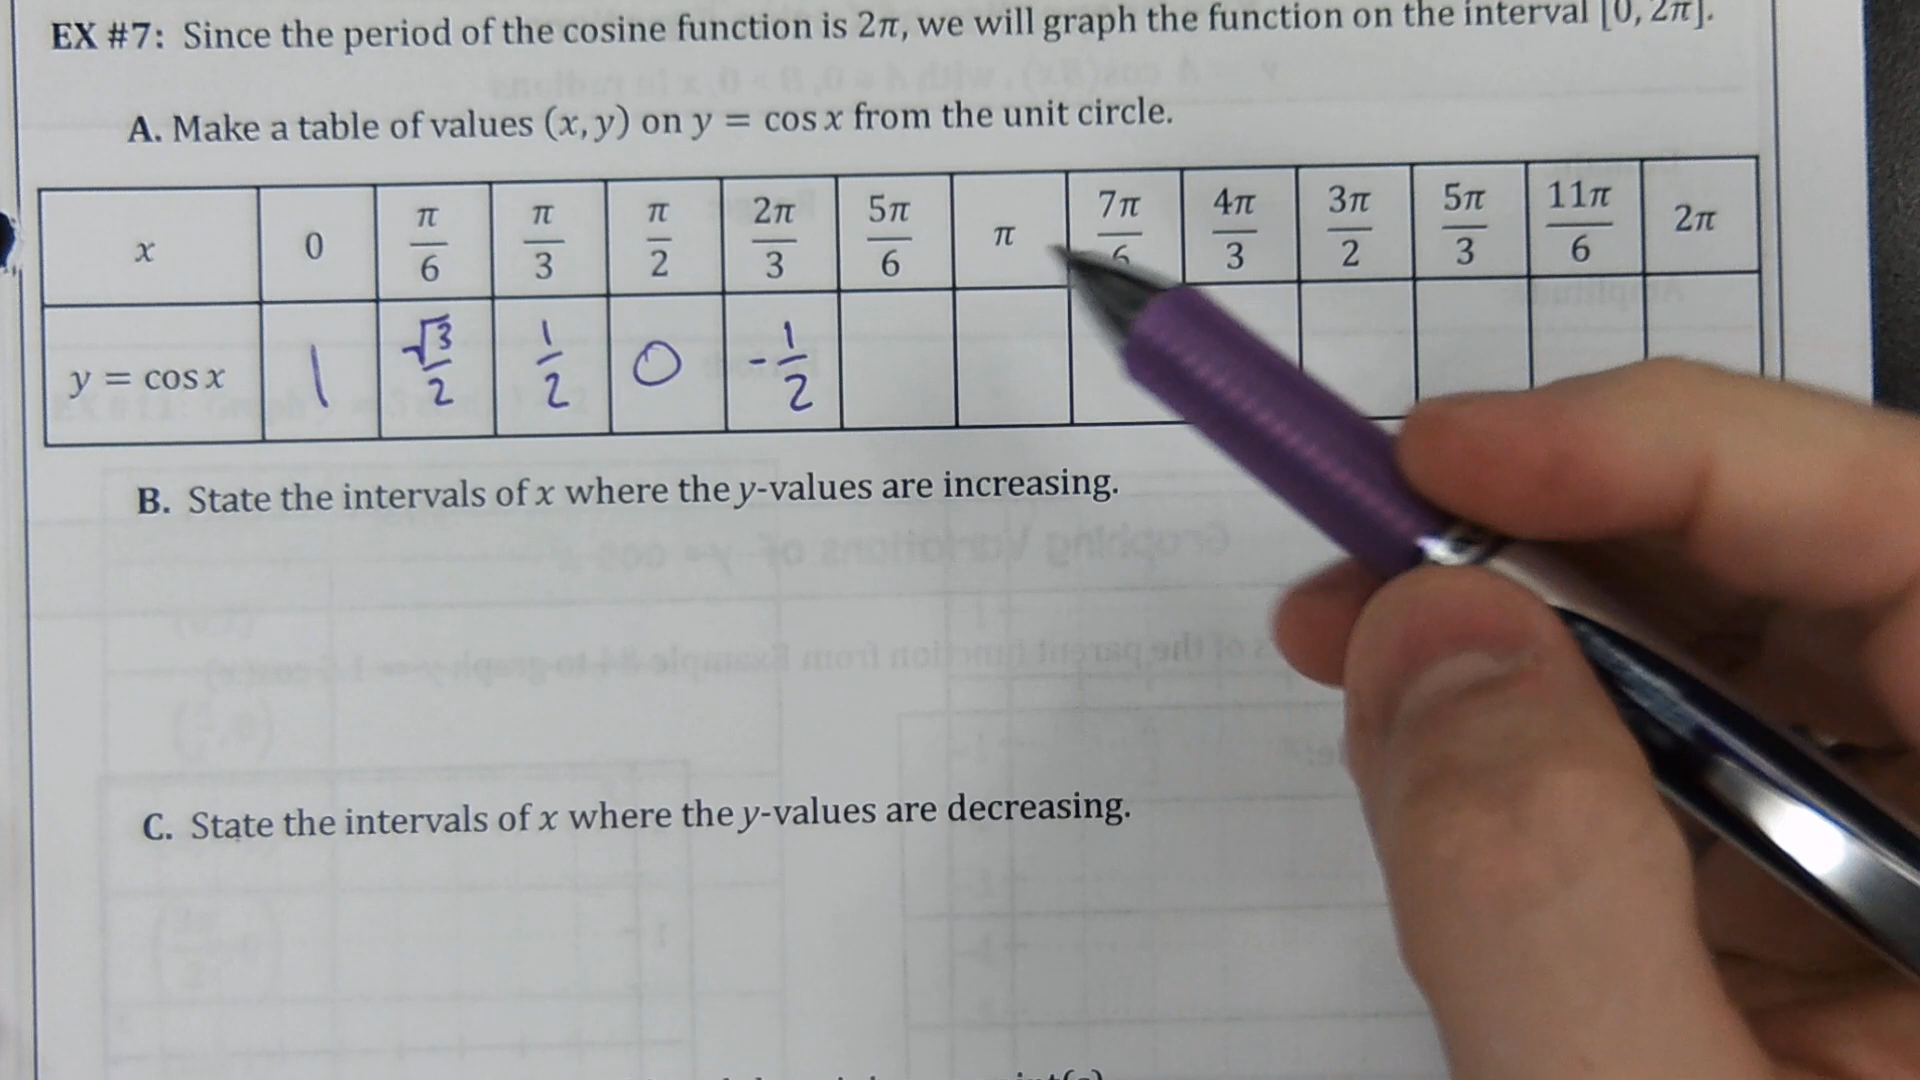 EX #7: Since the period of the cosine function is 2π, we will graph the function on the interval [0, 2π].
A. Make a table of values (x, y) on y = cos x from the unit circle.
x 0 π/6 π/3 π/2 2π/3 5π/6 π 7π/6 4π/3 3π/2 5π/3 11π/6 2π
y = cos x 1 √3/2 1/2 0 -1/2
B. State the intervals of x where the y-values are increasing.
C. State the intervals of x where the y-values are decreasing.